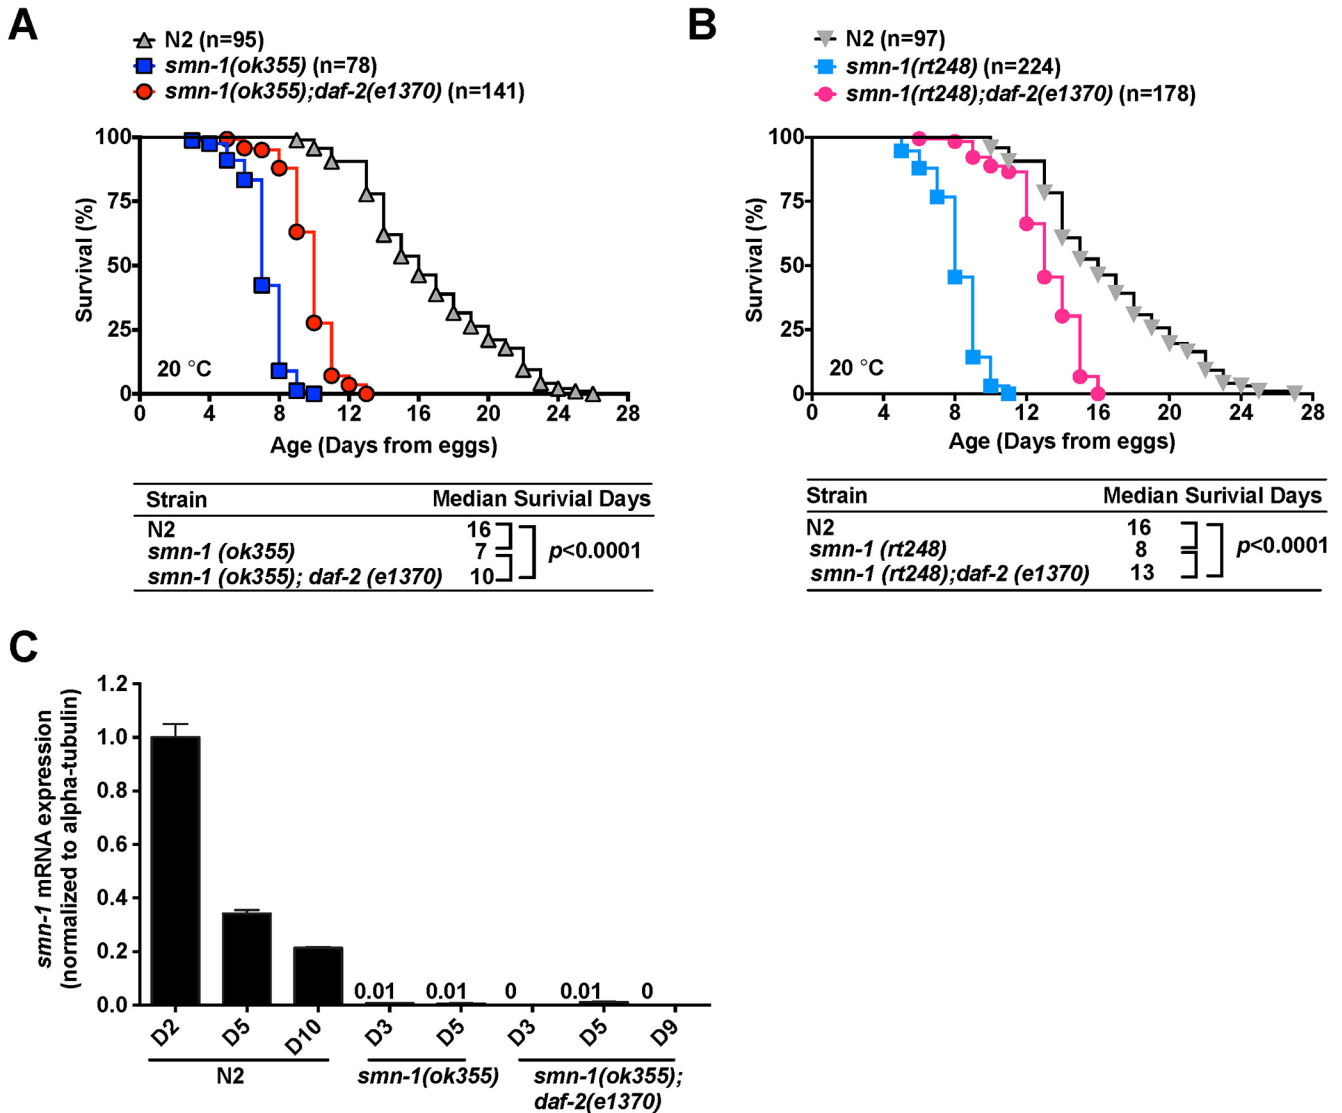 A
N2 (n=95)
smn-1(ok355) (n=78)
smn-1(ok355);daf-2(e1370) (n=141)
100
75
50
25
0
Survival (%)
20 °C
0 4 8 12 16 20 24 28
Age (Days from eggs)
Strain Median Surivial Days
N2 16
smn-1 (ok355) 7 p<0.0001
smn-1 (ok355); daf-2 (e1370) 10
B
N2 (n=97)
smn-1(rt248) (n=224)
smn-1(rt248);daf-2(e1370) (n=178)
100
75
50
25
0
Survival (%)
20 °C
0 4 8 12 16 20 24 28
Age (Days from eggs)
Strain Median Surivial Days
N2 16
smn-1 (rt248) 8 p<0.0001
smn-1 (rt248);daf-2 (e1370) 13
C
smn-1 mRNA expression
(normalized to alpha-tubulin)
1.2
1.0
0.8
0.6
0.4
0.2
0.0
0.01 0.01 0 0.01 0
D2 D5 D10 D3 D5 D3 D5 D9
N2 smn-1(ok355) smn-1(ok355);
daf-2(e1370)